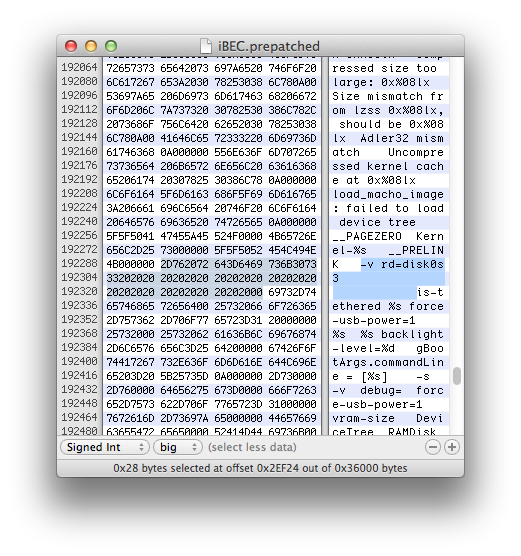 iBEC.prepatched
192064 72657373 65642073 697A6520 746F6F20 ressed size too
192080 6C617267 653A2030 78253038 6C780A00 large: 0x%08lx
192096 53697A65 206D6973 6D617463 68206672 Size mismatch fr
192112 6F6D206C 7A737320 30782530 386C782C om lzss 0x%08lx,
192128 2073686F 756C6420 62652030 78253038 should be 0x%08
192144 6C780A00 41646C65 72333220 6D69736D lx Adler32 mism
192160 61746368 0A000000 556E636F 6D707265 atch Uncompre
192176 73736564 206B6572 6E656C20 63616368 ssed kernel cach
192192 65206174 20307825 30386C78 0A000000 e at 0x%08lx
192208 6C6F6164 5F6D6163 686F5F69 6D616765 load_macho_image
192224 3A206661 696C6564 20746F20 6C6F6164 : failed to load
192240 20646576 69636520 74726565 0A000000 device tree
192256 5F5F5041 47455A45 524F0000 4B65726E __PAGEZERO Kern
192272 656C2D25 73000000 5F5F5052 454C494E el-%s __PRELIN
192288 4B000000 2D762072 643D6469 736B3073 K -v rd=disk0s
192304 33202020 20202020 20202020 20202020 3
192320 20202020 20202020 20202000 69732D74 is-t
192336 65746865 72656400 25732066 6F726365 ethered %s force
192352 2D757362 2D706F77 65723D31 20000000 -usb-power=1
192368 25732000 25732062 61636B6C 69676874 %s %s backlight
192384 2D6C6576 656C3D25 64200000 67426F6F -level=%d gBoo
192400 74417267 732E636F 6D6D616E 644C696E tArgs.commandLin
192416 65203D20 5B25735D 0A000000 2D730000 e = [%s] -s
192432 2D760000 64656275 673D0000 666F7263 -v debug= forc
192448 652D7573 622D706F 7765723D 31000000 e-usb-power=1
192464 7672616D 2D73697A 65000000 44657669 vram-size Devi
192480 63655472 65650000 52414D44 69736B00 ceTree RAMDisk
Signed Int big (select less data)
0x28 bytes selected at offset 0x2EF24 out of 0x36000 bytes